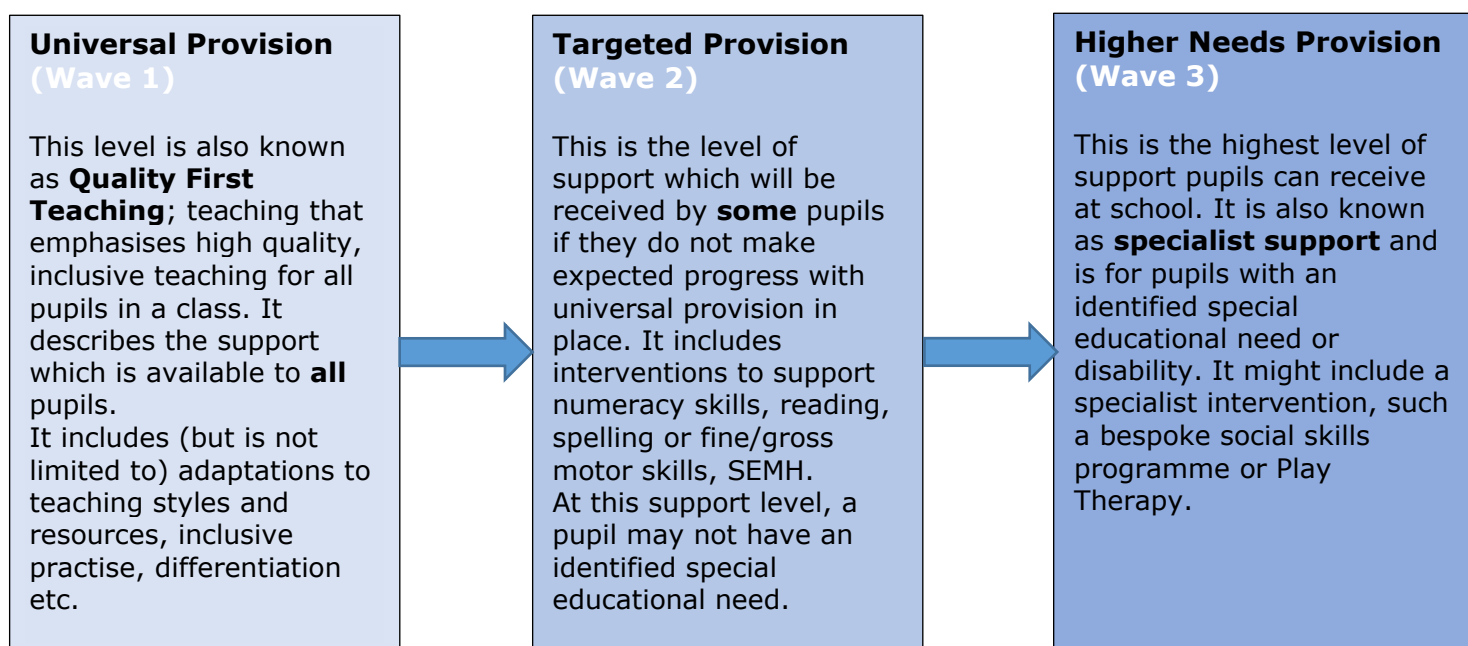 Universal Provision
(Wave 1)
This level is also known
as Quality First
Teaching; teaching that
emphasises high quality,
inclusive teaching for all
pupils in a class. It
describes the support
which is available to all
pupils.
It includes (but is not
limited to) adaptations to
teaching styles and
resources, inclusive
practise, differentiation
etc.
Targeted Provision
(Wave 2)
This is the level of
support which will be
received by some pupils
if they do not make
expected progress with
universal provision in
place. It includes
interventions to support
numeracy skills, reading,
spelling or fine/gross
motor skills, SEMH.
At this support level, a
pupil may not have an
identified special
educational need.
Higher Needs Provision
(Wave 3)
This is the highest level of
support pupils can receive
at school. It is also known
as specialist support and
is for pupils with an
identified special
educational need or
disability. It might include a
specialist intervention, such
a bespoke social skills
programme or Play
Therapy.